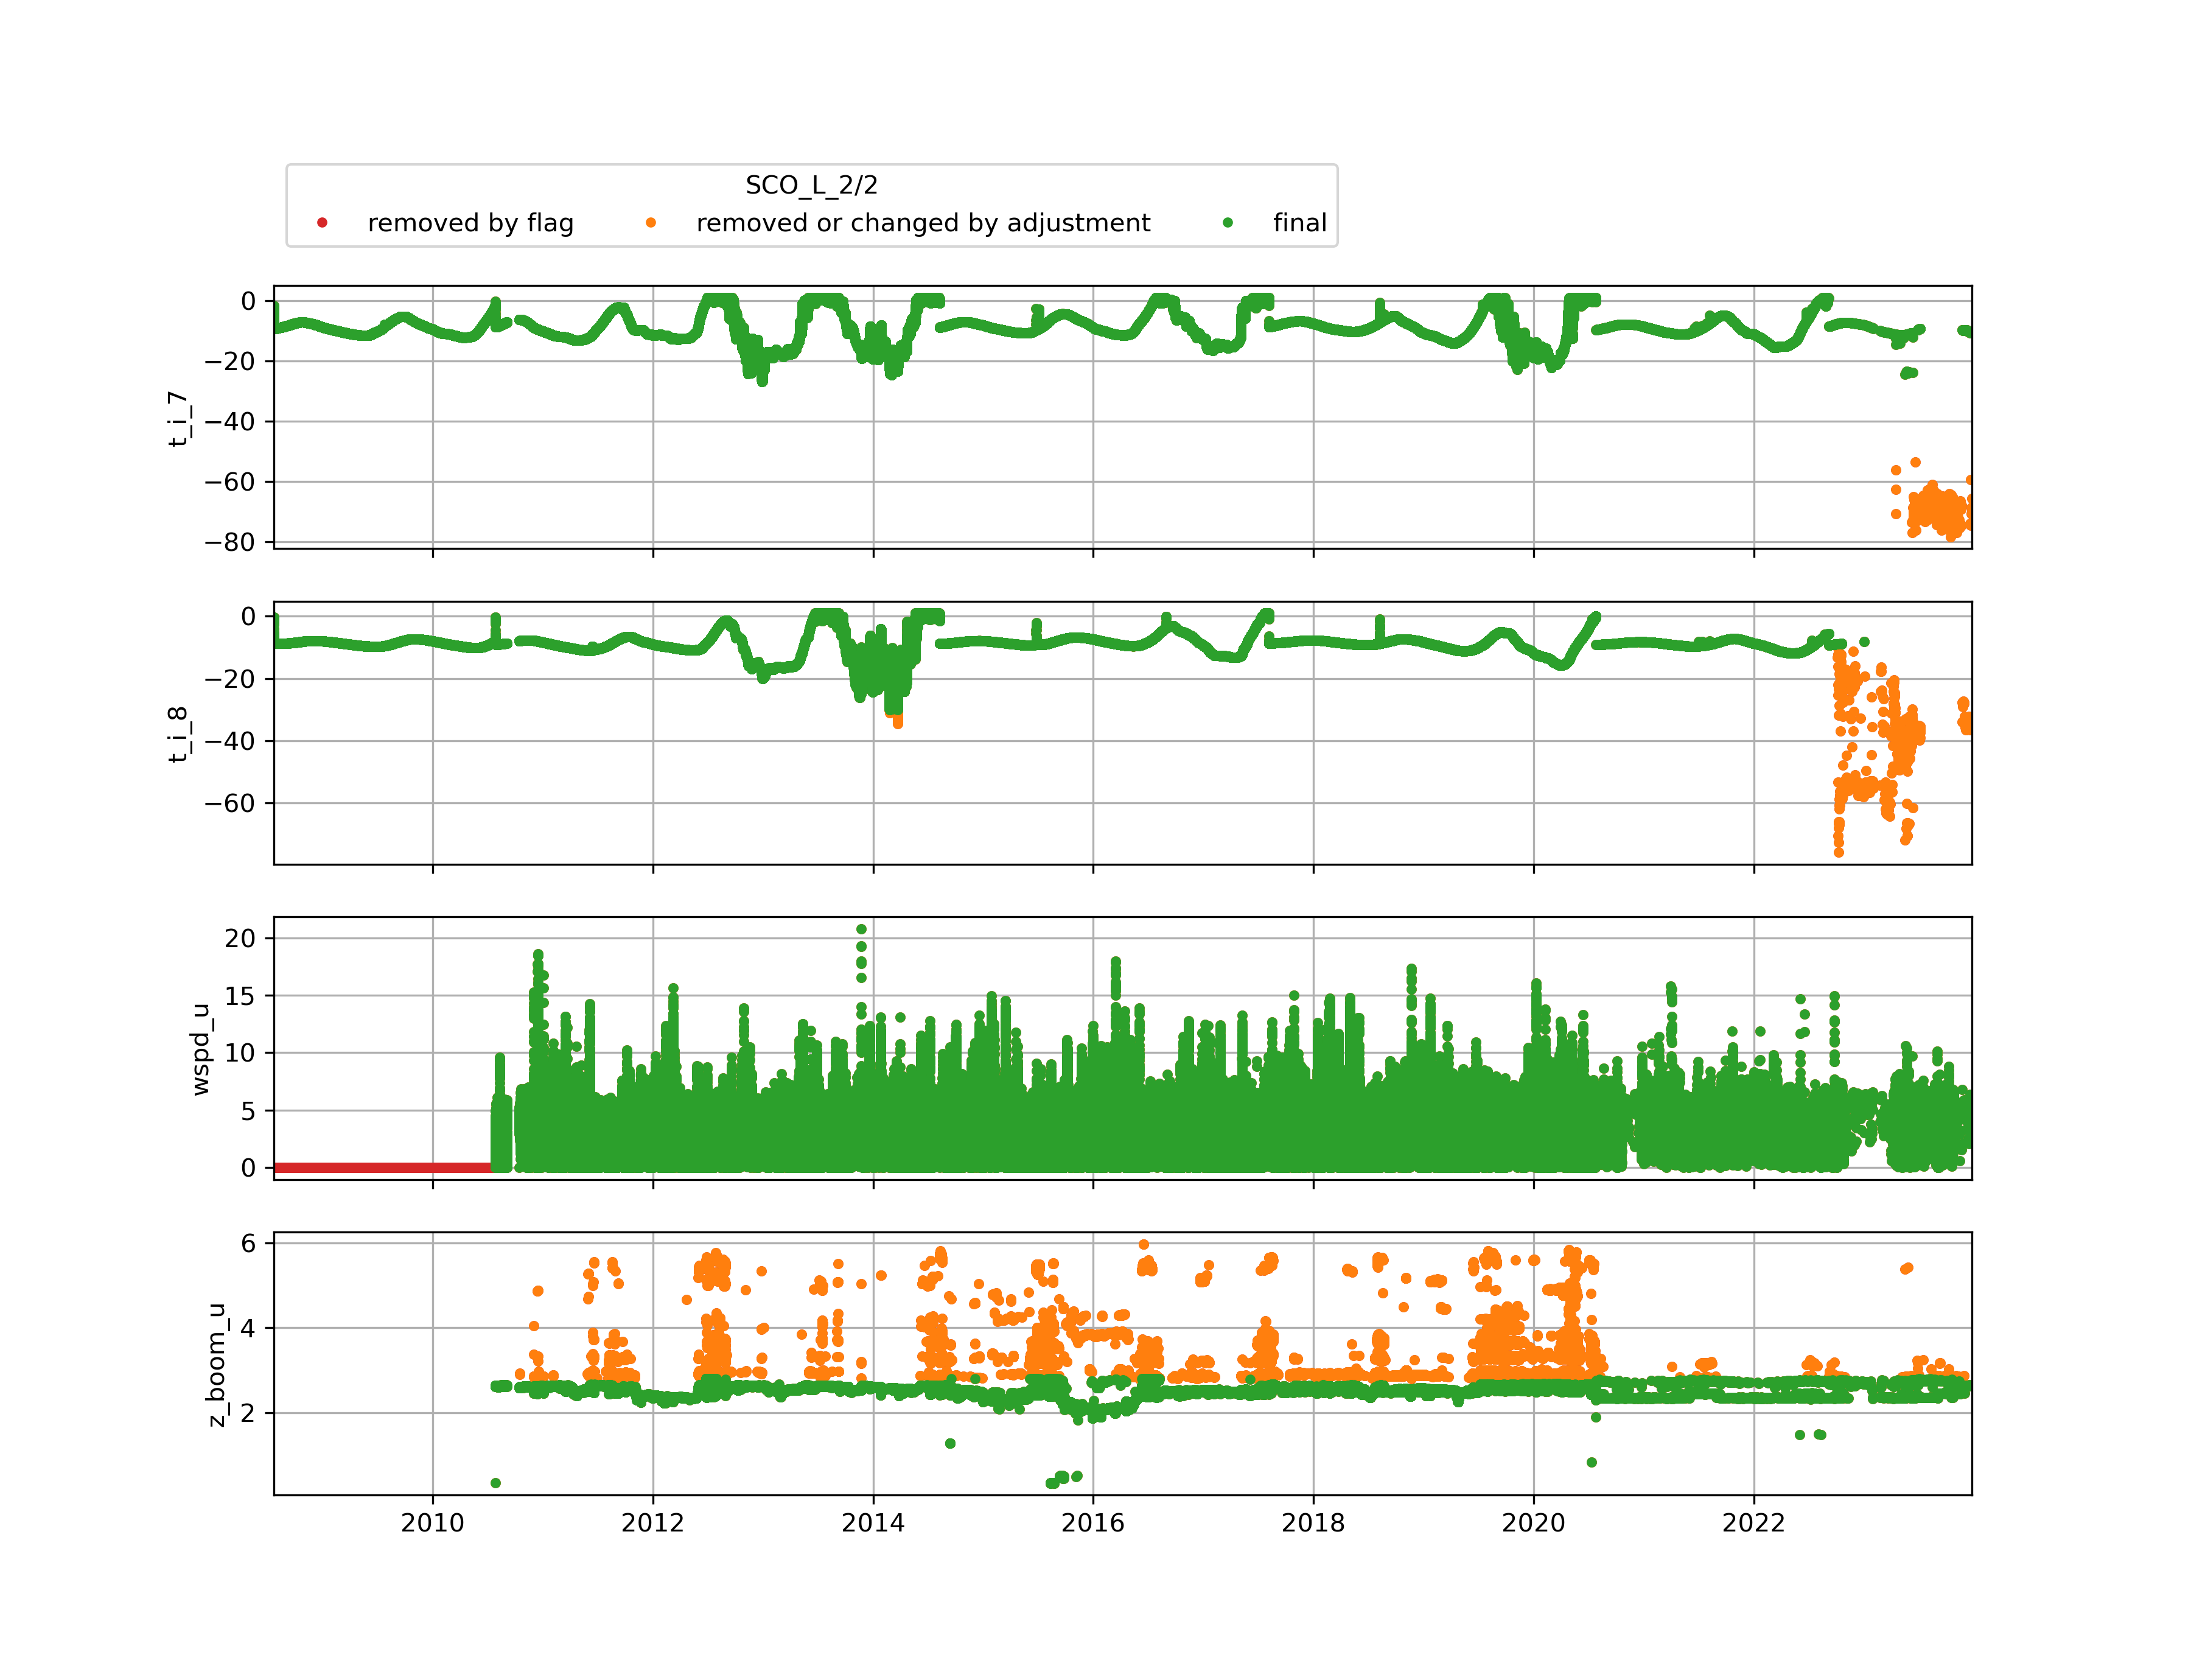 SCO_L_2/2
removed by flag removed or changed by adjustment final
0
−20
−40
−60
−80
t_i_7
0
−20
−40
−60
t_i_8
20
15
10
5
0
wspd_u
6
4
2
z_boom_u
2010 2012 2014 2016 2018 2020 2022